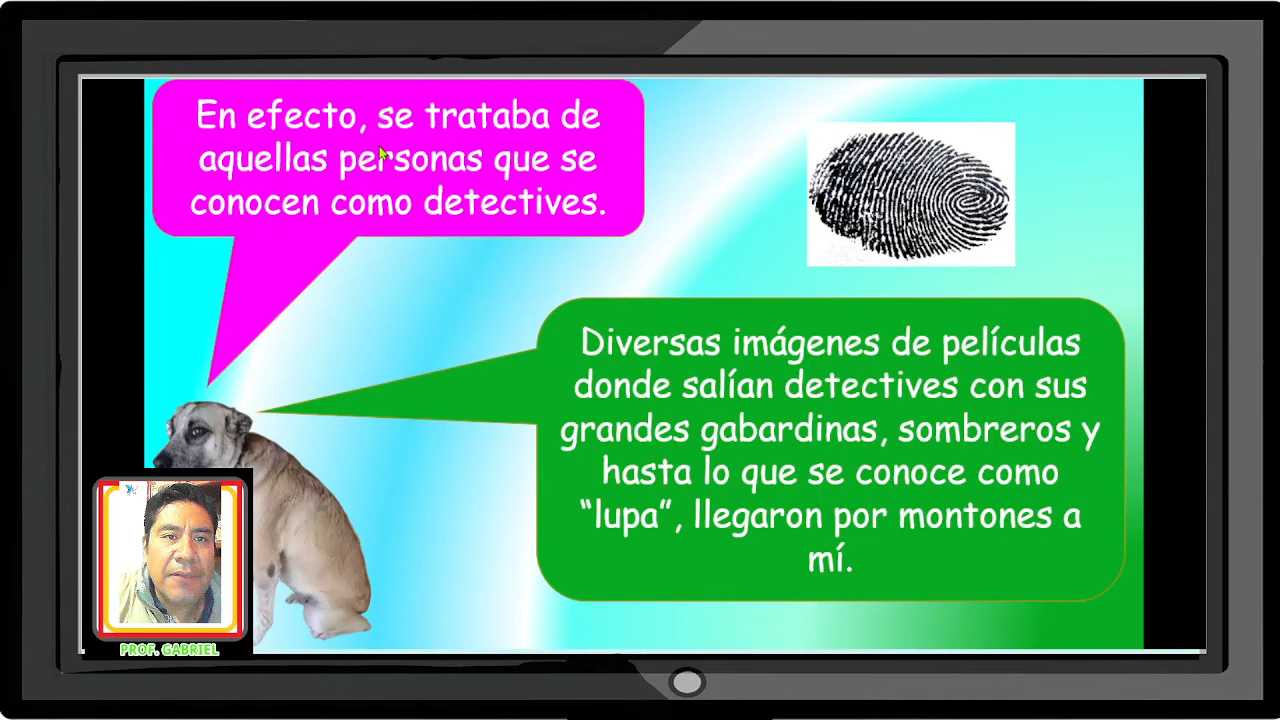 En efecto, se trataba de
aquellas personas que se
conocen como detectives.
Diversas imágenes de películas
donde salían detectives con sus
grandes gabardinas, sombreros y
hasta lo que se conoce como
“lupa”, llegaron por montones a
mí.
PROF. GABRIEL